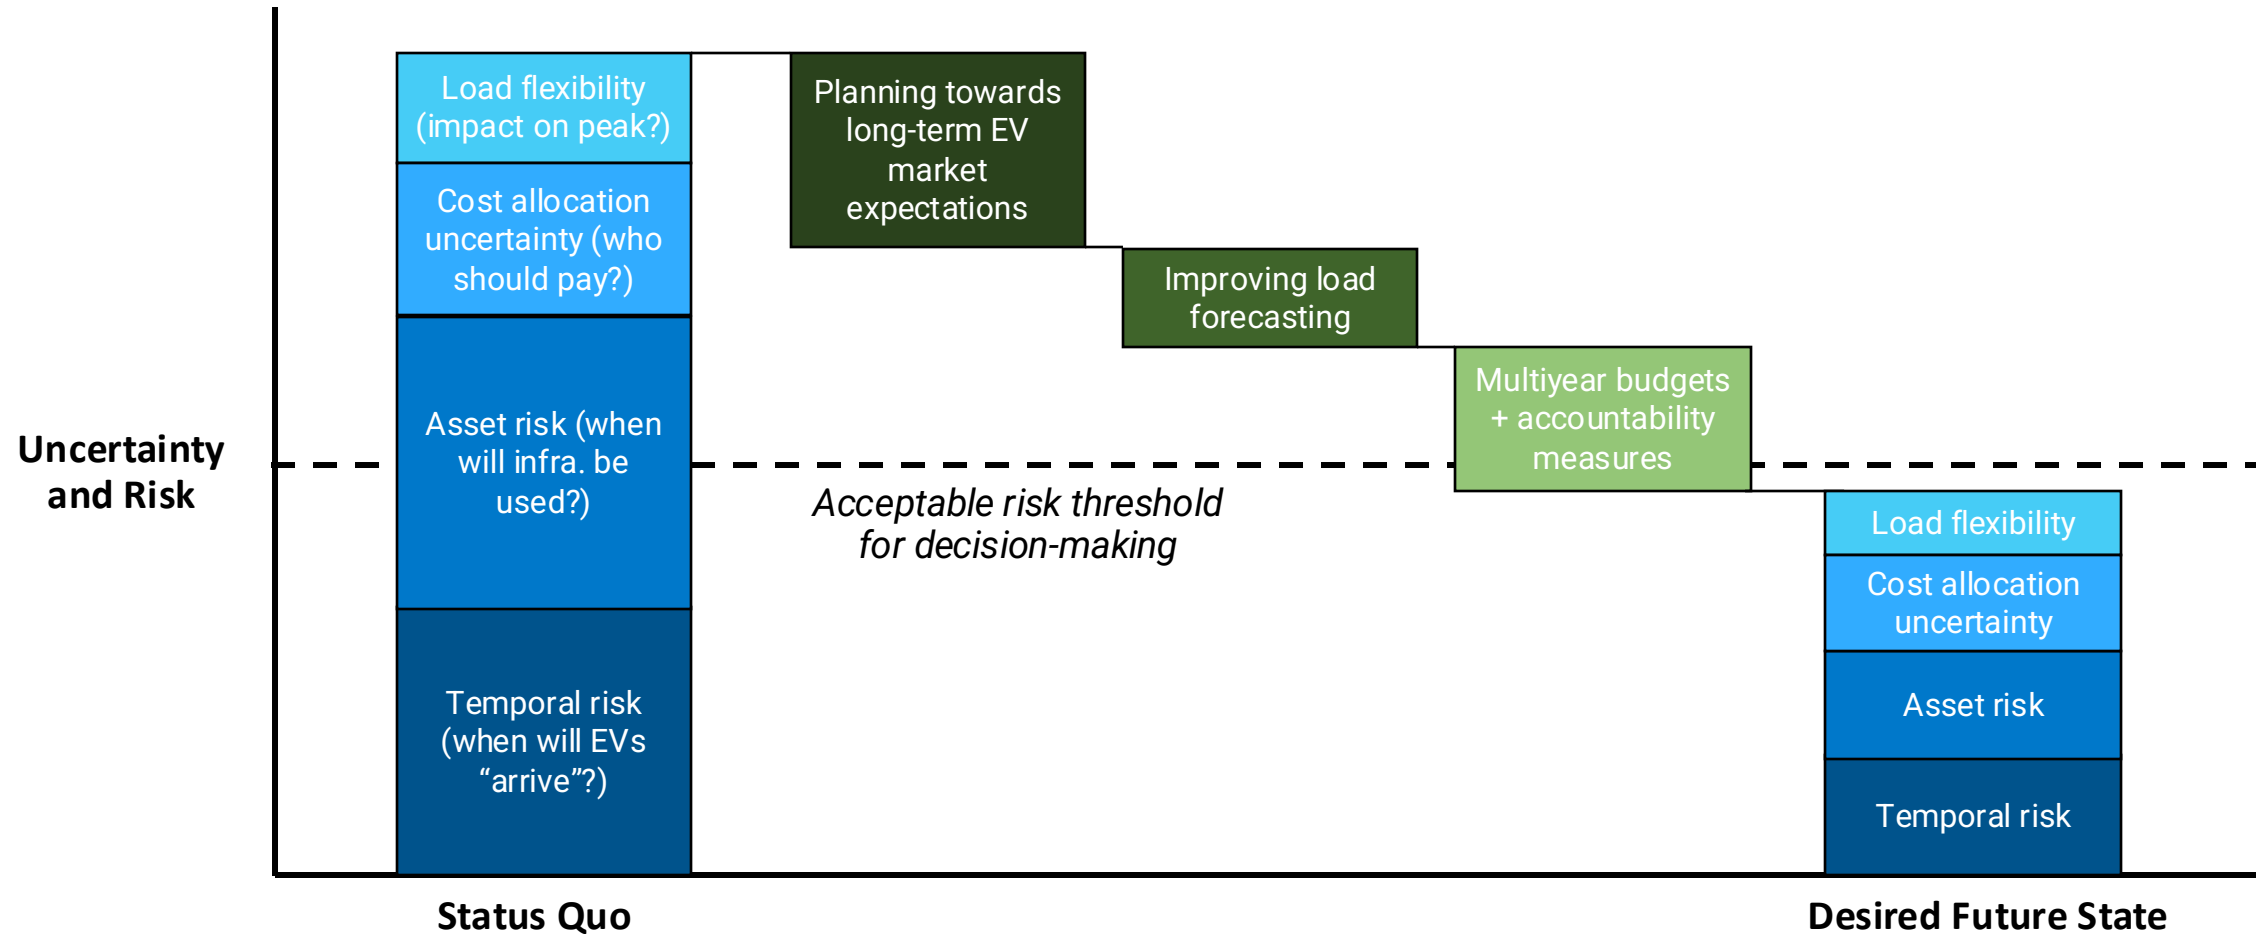 Load flexibility
(impact on peak?)
Cost allocation
uncertainty (who
should pay?)
Asset risk (when
will infra. be
used?)
Temporal risk
(when will EVs
“arrive”?)
Planning towards
long-term EV
market
expectations
Improving load
forecasting
Multiyear budgets
+ accountability
measures
Uncertainty
and Risk
Acceptable risk threshold
for decision-making
Load flexibility
Cost allocation
uncertainty
Asset risk
Temporal risk
Status Quo
Desired Future State